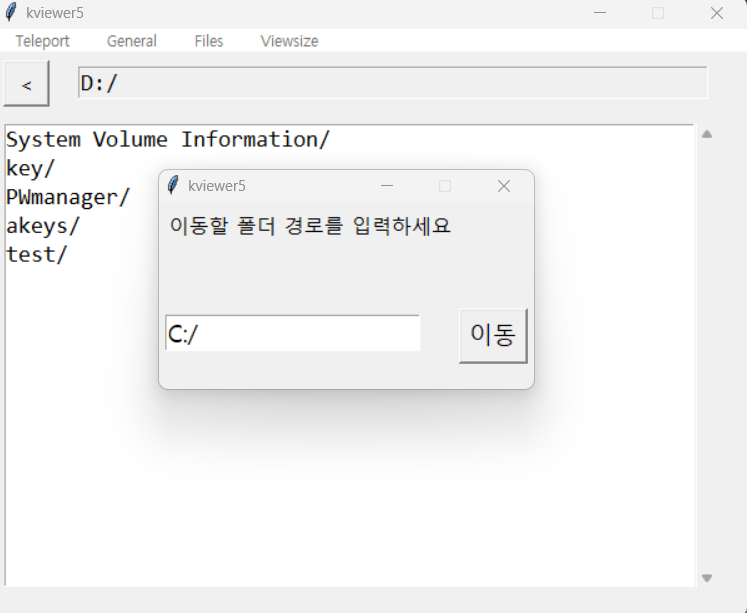 kviewer5
Teleport General Files Viewsize
< D:/
System Volume Information/
key/
PWmanager/
akeys/
test/
kviewer5
이동할 폴더 경로를 입력하세요
C:/ 이동